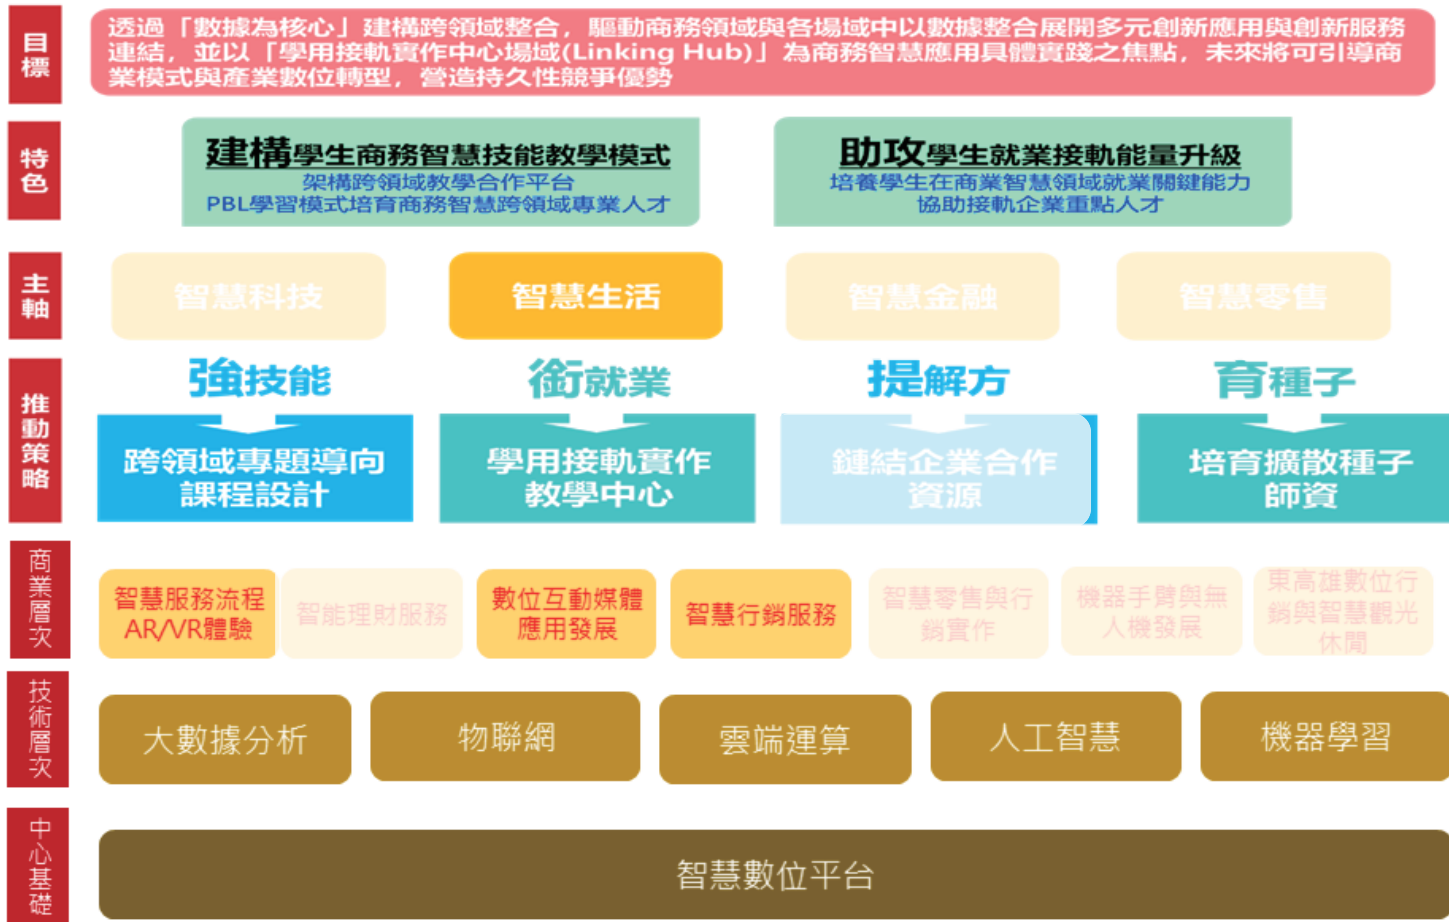 目標
透過「數據為核心」建構跨領域整合，驅動商務領域與各場域中以數據整合展開多元創新應用與創新服務
連結，並以「學用接軌實作中心場域(Linking Hub)」為商務智慧應用具體實踐之焦點，未來將可引導商
業模式與產業數位轉型，營造持久性競爭優勢
特色
建構學生商務智慧技能教學模式
架構跨領域教學合作平台
PBL學習模式培育商務智慧跨領域專業人才
助攻學生就業接軌能量升級
培養學生在商業智慧領域就業關鍵能力
協助接軌企業重點人才
主軸
智慧科技
智慧生活
智慧金融
智慧零售
推動策略
強技能
銜就業
提解方
育種子
跨領域專題導向
課程設計
學用接軌實作
教學中心
鏈結企業合作
資源
培育擴散種子
師資
商業層次
智慧服務流程
AR/VR體驗
智能理財服務
數位互動媒體
應用發展
智慧行銷服務
智慧零售與行
銷實作
機器手臂與無
人機發展
東高雄數位行
銷與智慧觀光
休閒
技術層次
大數據分析
物聯網
雲端運算
人工智慧
機器學習
中心基礎
智慧數位平台